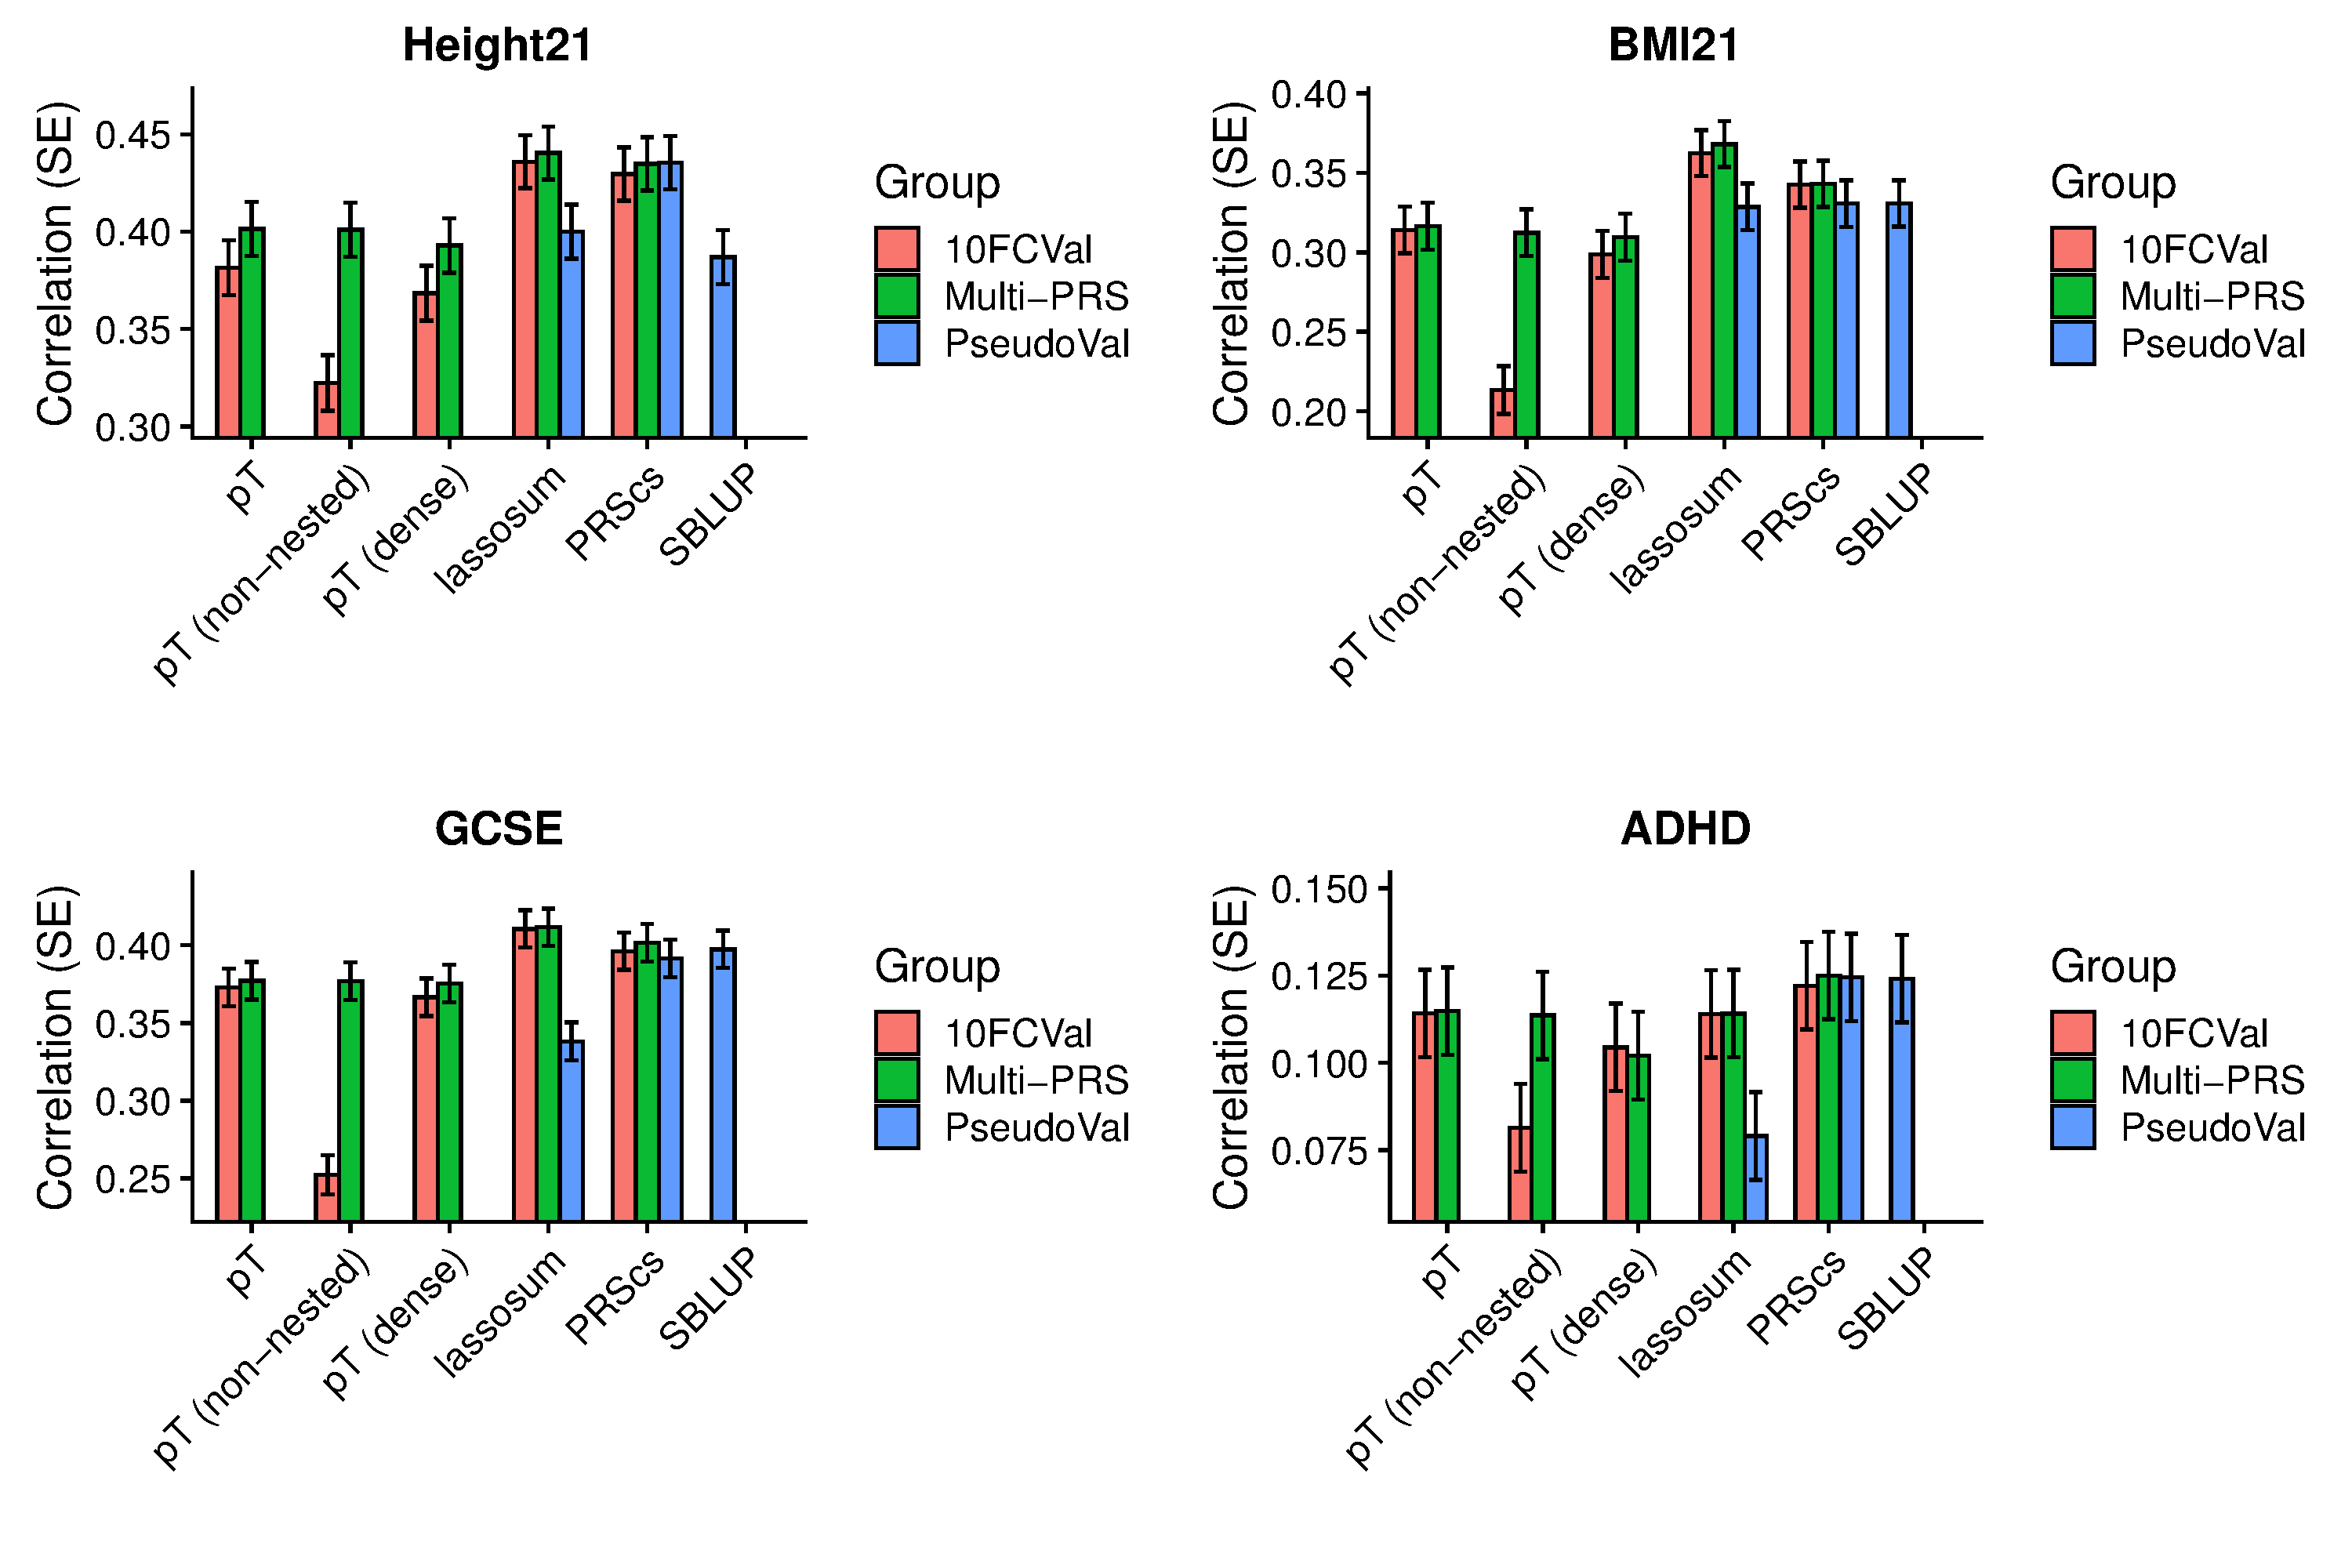 Height21
Correlation (SE)
0.45
0.40
0.35
0.30
pT
pT (non−nested)
pT (dense)
lassosum
PRScs
SBLUP
Group
10FCVal
Multi−PRS
PseudoVal
BMI21
Correlation (SE)
0.40
0.35
0.30
0.25
0.20
pT
pT (non−nested)
pT (dense)
lassosum
PRScs
SBLUP
Group
10FCVal
Multi−PRS
PseudoVal
GCSE
Correlation (SE)
0.40
0.35
0.30
0.25
pT
pT (non−nested)
pT (dense)
lassosum
PRScs
SBLUP
Group
10FCVal
Multi−PRS
PseudoVal
ADHD
Correlation (SE)
0.150
0.125
0.100
0.075
pT
pT (non−nested)
pT (dense)
lassosum
PRScs
SBLUP
Group
10FCVal
Multi−PRS
PseudoVal